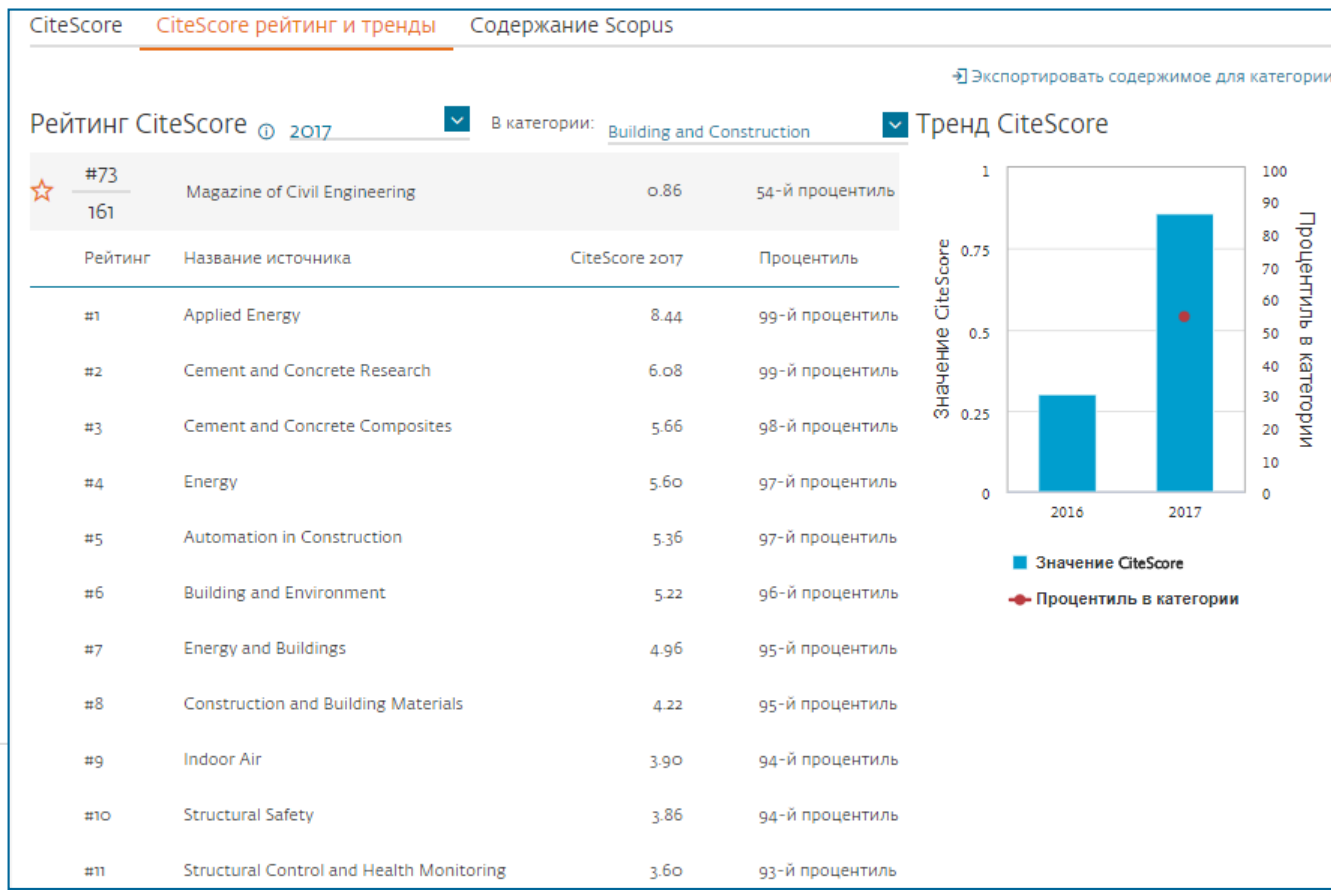 CiteScore CiteScore рейтинг и тренды Содержание Scopus
Экспортировать содержимое для категории
Рейтинг CiteScore 2017 В категории: Building and Construction
#73
161
Magazine of Civil Engineering 0.86 54-й процентиль
Рейтинг Название источника CiteScore 2017 Процентиль
#1 Applied Energy 8.44 99-й процентиль
#2 Cement and Concrete Research 6.08 99-й процентиль
#3 Cement and Concrete Composites 5.66 98-й процентиль
#4 Energy 5.60 97-й процентиль
#5 Automation in Construction 5.36 97-й процентиль
#6 Building and Environment 5.22 96-й процентиль
#7 Energy and Buildings 4.96 95-й процентиль
#8 Construction and Building Materials 4.22 95-й процентиль
#9 Indoor Air 3.90 94-й процентиль
#10 Structural Safety 3.86 94-й процентиль
#11 Structural Control and Health Monitoring 3.60 93-й процентиль
Тренд CiteScore
Значение CiteScore
1
0.75
0.5
0.25
0
100
90
80
70
60
50
40
30
20
10
0
Процентиль в категории
2016 2017
Значение CiteScore
Процентиль в категории